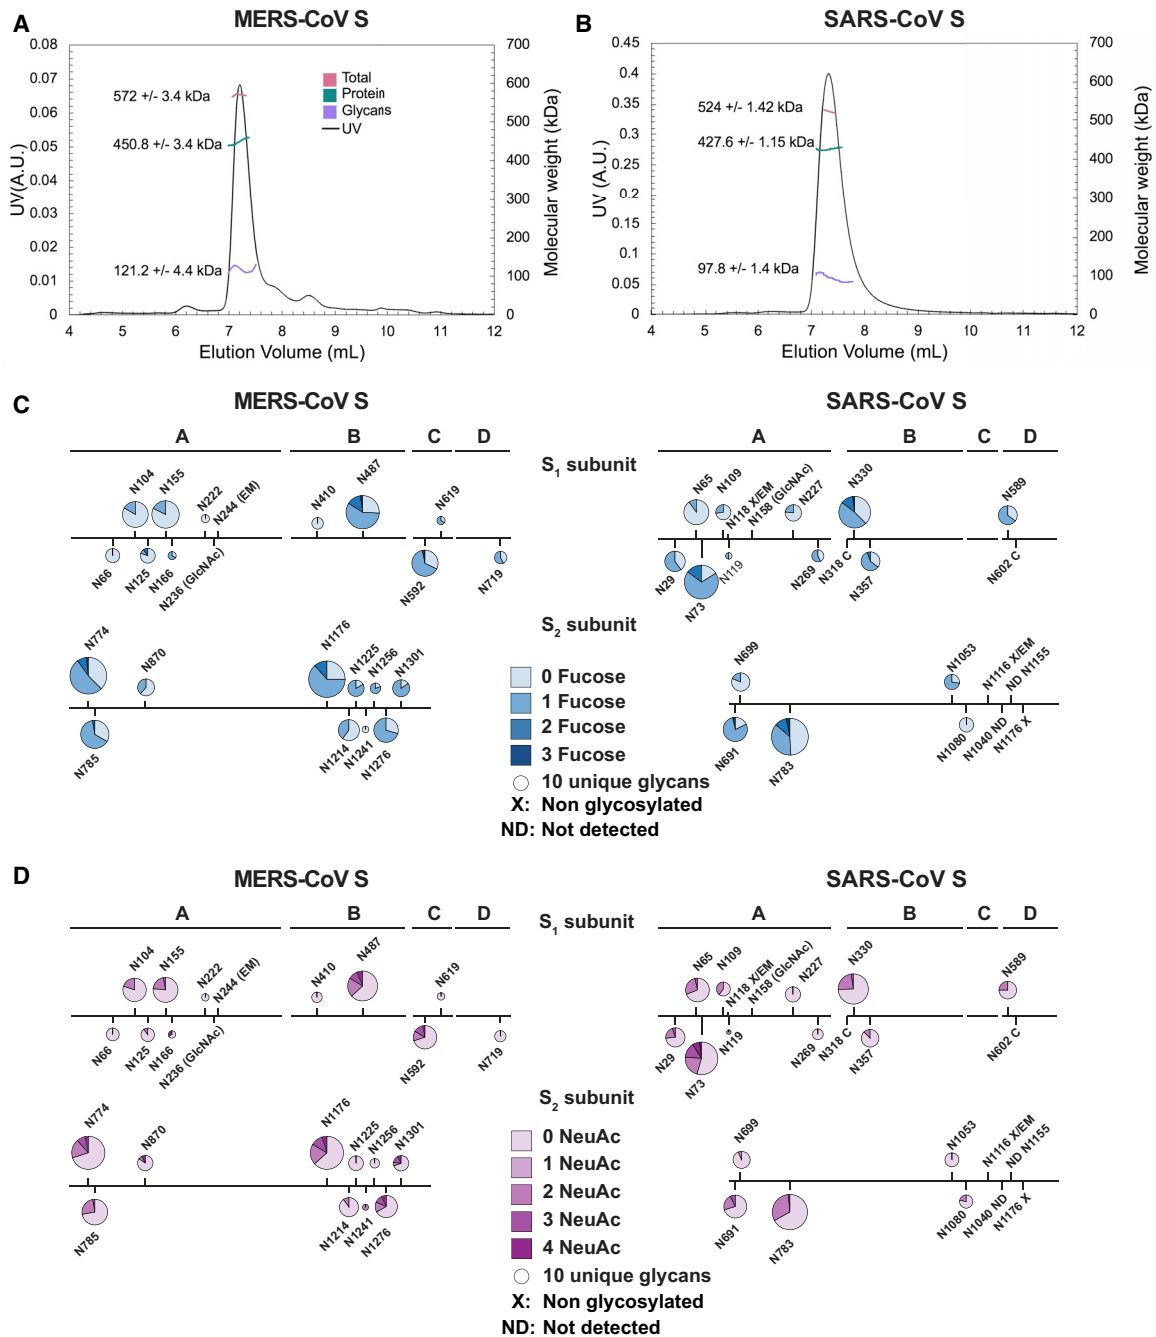 A
MERS-CoV S
0.08
0.07
0.06
0.05
0.04
0.03
0.02
0.01
0
UV(A.U.)
700
600
500
400
300
200
100
0
Molecular weight (kDa)
572 +/- 3.4 kDa
450.8 +/- 3.4 kDa
121.2 +/- 4.4 kDa
Total
Protein
Glycans
UV
4 5 6 7 8 9 10 11 12
Elution Volume (mL)
B
SARS-CoV S
0.45
0.4
0.35
0.3
0.25
0.2
0.15
0.1
0.05
0
UV (A.U.)
700
600
500
400
300
200
100
0
Molecular weight (kDa)
524 +/- 1.42 kDa
427.6 +/- 1.15 kDa
97.8 +/- 1.4 kDa
4 5 6 7 8 9 10 11 12
Elution Volume (mL)
C
MERS-CoV S
SARS-CoV S
A B C D
S1 subunit
A B C D
N104 N155 N222 N244 (EM) N410 N487 N619
N66 N125 N166 N236 (GlcNAc) N592 N719
N65 N109 N118 X/EM N158 (GlcNAc) N227 N330 N589
N29 N73 N119 N269 N318 C N357 N602 C
S2 subunit
N774 N870 N1176 N1225 N1256 N1301
N785 N1214 N1241 N1276
N699 N1053 N1116 X/EM ND N1155
N691 N783 N1080 N1040 ND N1176 X
0 Fucose
1 Fucose
2 Fucose
3 Fucose
10 unique glycans
X: Non glycosylated
ND: Not detected
D
MERS-CoV S
SARS-CoV S
A B C D
S1 subunit
A B C D
N104 N155 N222 N244 (EM) N410 N487 N619
N66 N125 N166 N236 (GlcNAc) N592 N719
N65 N109 N118 X/EM N158 (GlcNAc) N227 N330 N589
N29 N73 N119 N269 N318 C N357 N602 C
S2 subunit
N774 N870 N1176 N1225 N1256 N1301
N785 N1214 N1241 N1276
N699 N1053 N1116 X/EM ND N1155
N691 N783 N1080 N1040 ND N1176 X
0 NeuAc
1 NeuAc
2 NeuAc
3 NeuAc
4 NeuAc
10 unique glycans
X: Non glycosylated
ND: Not detected